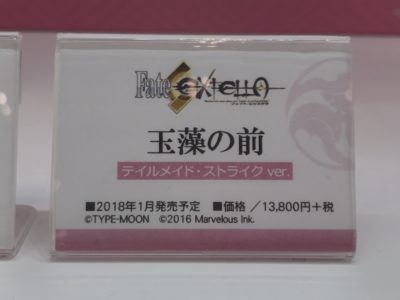 Fate/EXTELLA
玉藻の前
テイルメイド・ストライク ver.
■2018年1月発売予定 ■価格／13,800円+税
©TYPE-MOON ©2016 Marvelous Ink.